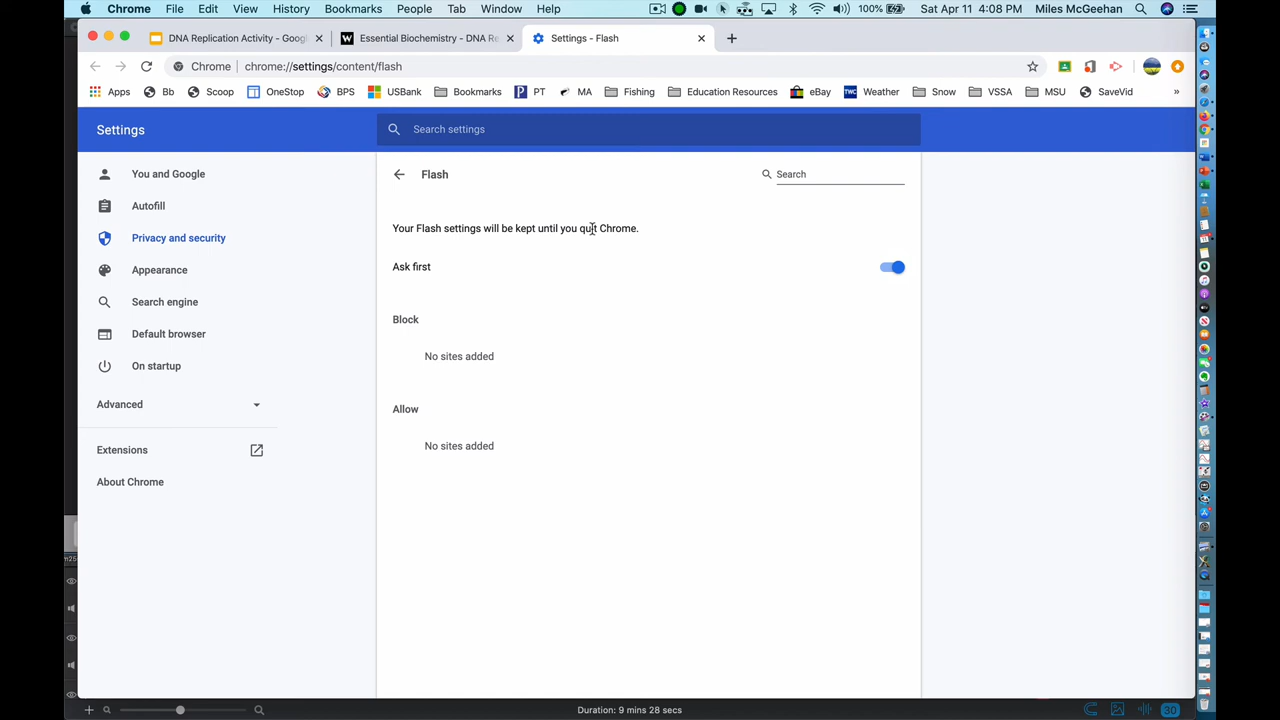 Chrome File Edit View History Bookmarks People Tab Window Help 100% Sat Apr 11 4:08 PM Miles McGeehan
DNA Replication Activity - Goog Essential Biochemistry - DNA Re Settings - Flash
Chrome chrome://settings/content/flash
Apps Bb Scoop OneStop BPS USBank Bookmarks PT MA Fishing Education Resources eBay Weather Snow VSSA MSU SaveVid »
Settings
Search settings
You and Google
Autofill
Privacy and security
Appearance
Search engine
Default browser
On startup
Advanced
Extensions
About Chrome
Flash
Search
Your Flash settings will be kept until you quit Chrome.
Ask first
Block
No sites added
Allow
No sites added
Duration: 9 mins 28 secs
30